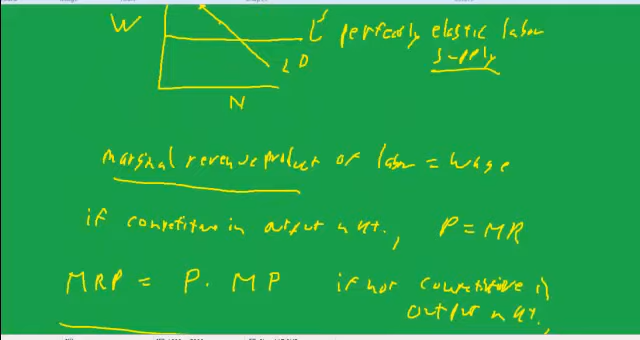 W
L^S perfectly elastic labor
supply
L^D
N
marginal revenue product of labor = wage
if competitive in output mkt., P = MR
MRP = P . MP if not competitive in
output mkt.,